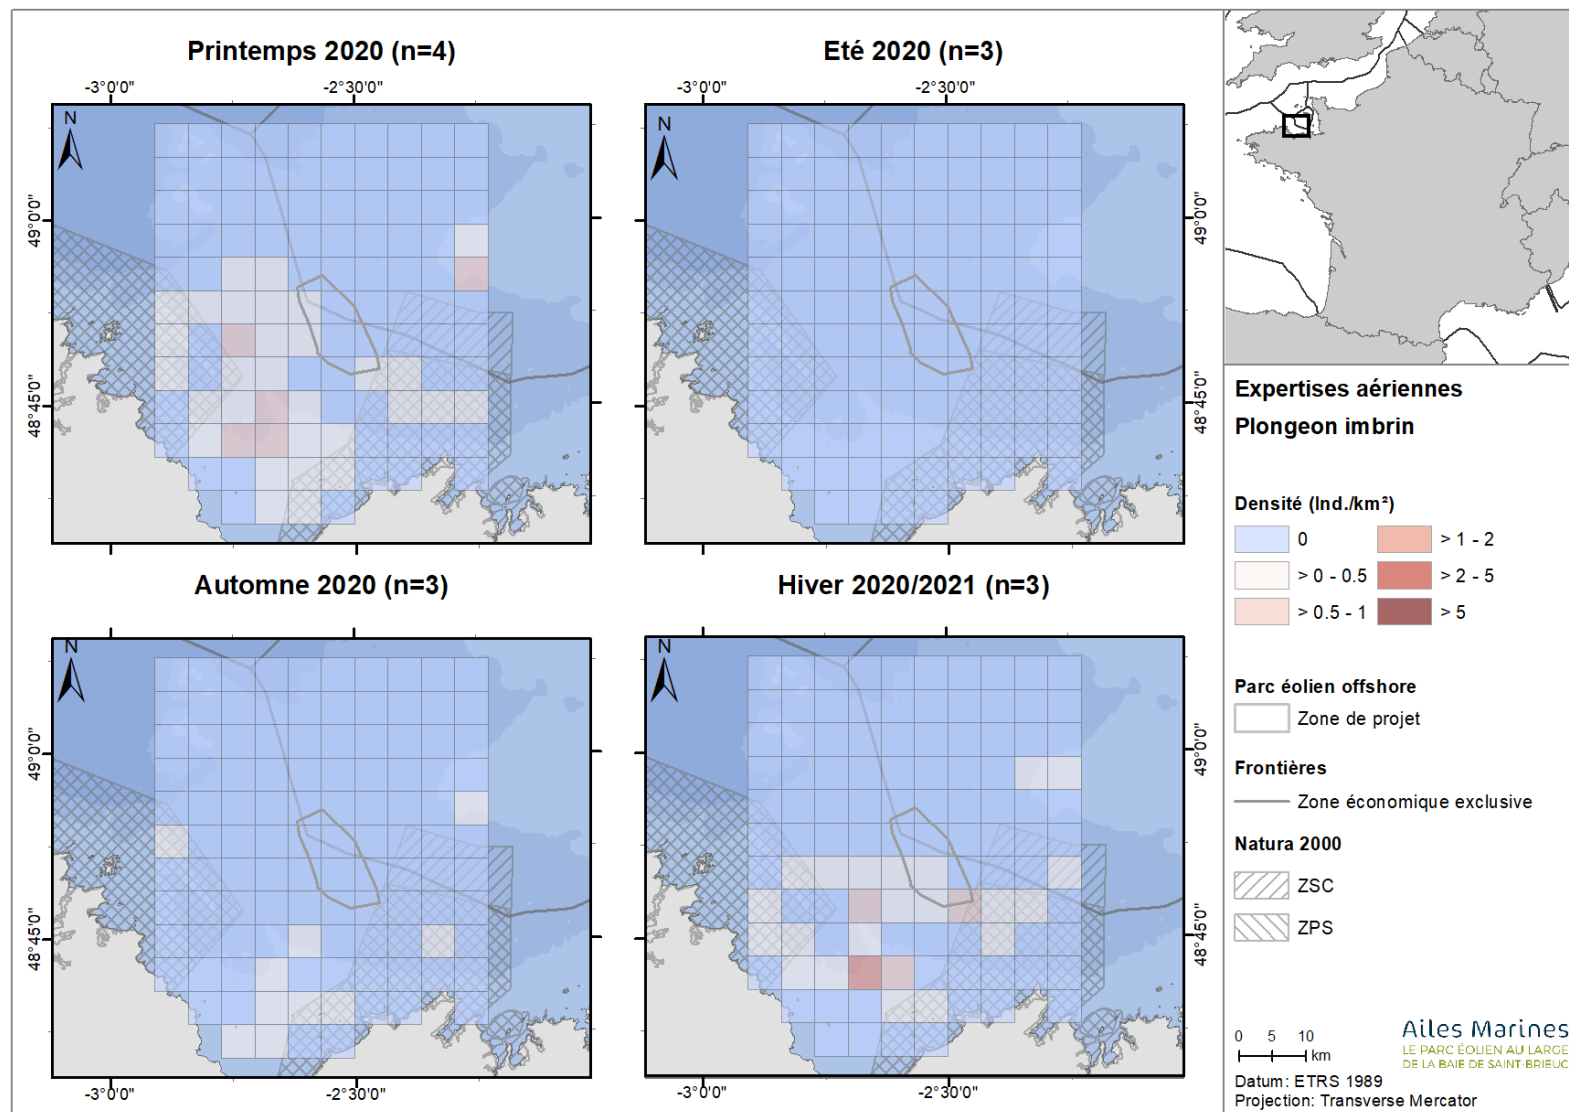 Printemps 2020 (n=4)
-3°0'0" -2°30'0"
N
49°0'0"
48°45'0"
Eté 2020 (n=3)
-3°0'0" -2°30'0"
N
49°0'0"
48°45'0"
Automne 2020 (n=3)
N
49°0'0"
48°45'0"
-3°0'0" -2°30'0"
Hiver 2020/2021 (n=3)
N
49°0'0"
48°45'0"
-3°0'0" -2°30'0"
Expertises aériennes
Plongeon imbrin
Densité (Ind./km²)
0
> 0 - 0.5
> 0.5 - 1
> 1 - 2
> 2 - 5
> 5
Parc éolien offshore
Zone de projet
Frontières
Zone économique exclusive
Natura 2000
ZSC
ZPS
0 5 10
km
Ailes Marines
LE PARC ÉOLIEN AU LARGE
DE LA BAIE DE SAINT-BRIEUC
Datum: ETRS 1989
Projection: Transverse Mercator